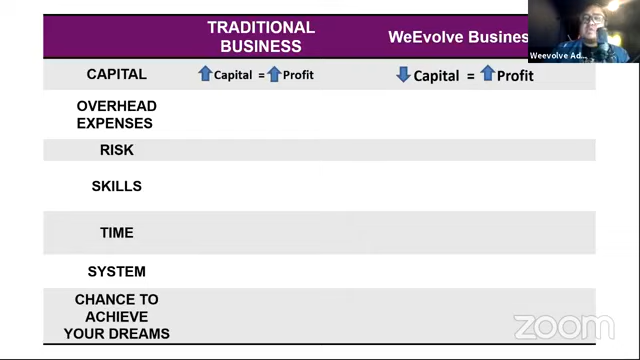 TRADITIONAL
BUSINESS
WeEvolve Busines
CAPITAL
Capital = Profit
Capital = Profit
OVERHEAD
EXPENSES
RISK
SKILLS
TIME
SYSTEM
CHANCE TO
ACHIEVE
YOUR DREAMS
Weevolve Ad...
zoom